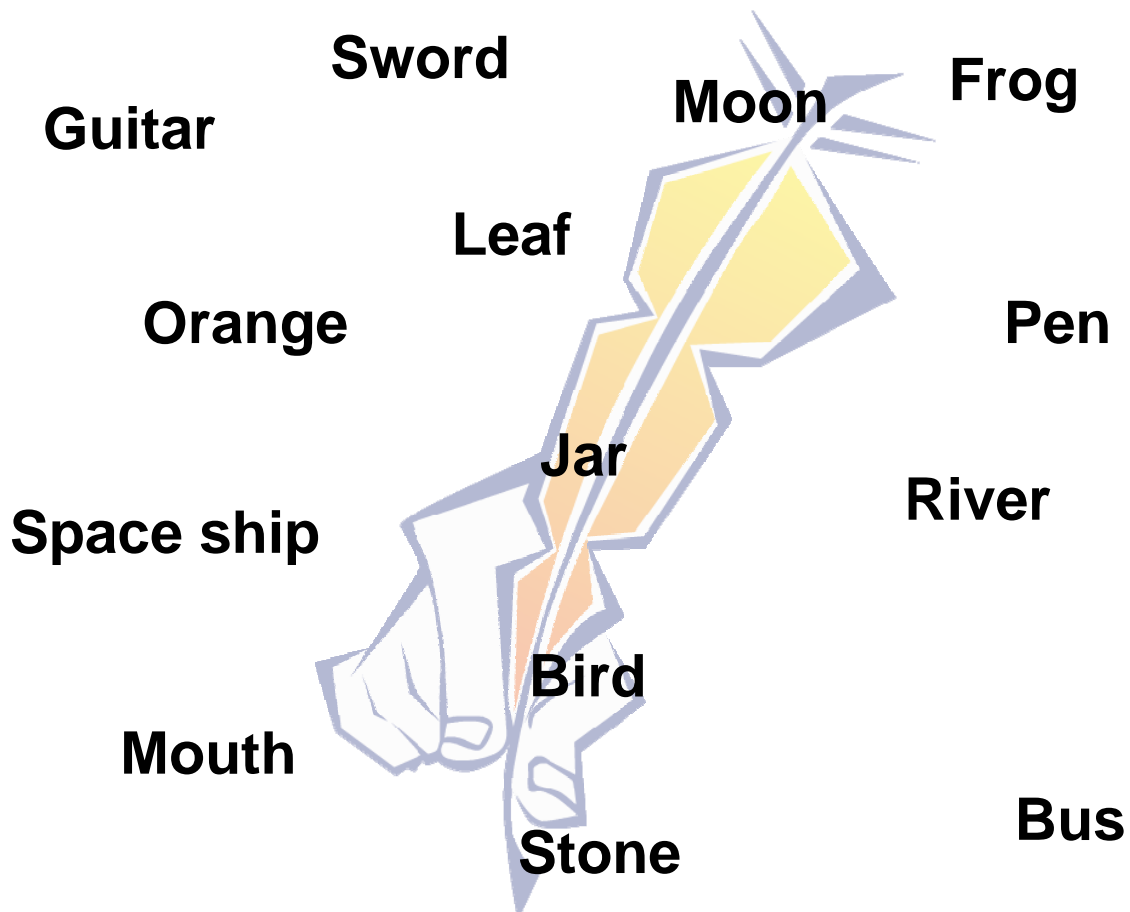 Sword
Frog
Moon
Guitar
Leaf
Orange
Pen
Jar
River
Space ship
Bird
Mouth
Bus
Stone